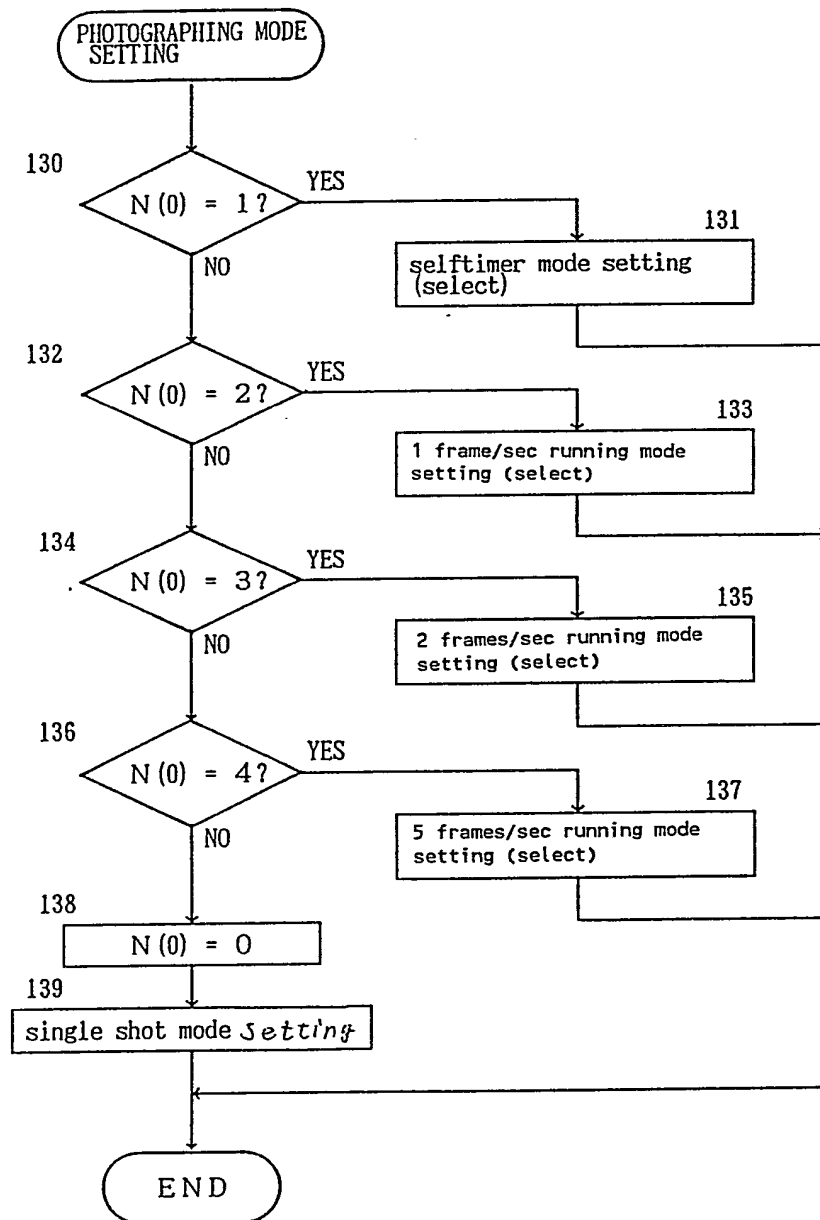 PHOTOGRAPHING MODE
SETTING
130
N(0) = 1?
YES
NO
131
selftimer mode setting
(select)
132
N(0) = 2?
YES
NO
133
1 frame/sec running mode
setting (select)
134
N(0) = 3?
YES
NO
135
2 frames/sec running mode
setting (select)
136
N(0) = 4?
YES
NO
137
5 frames/sec running mode
setting (select)
138
N(0) = 0
139
single shot mode setting
END